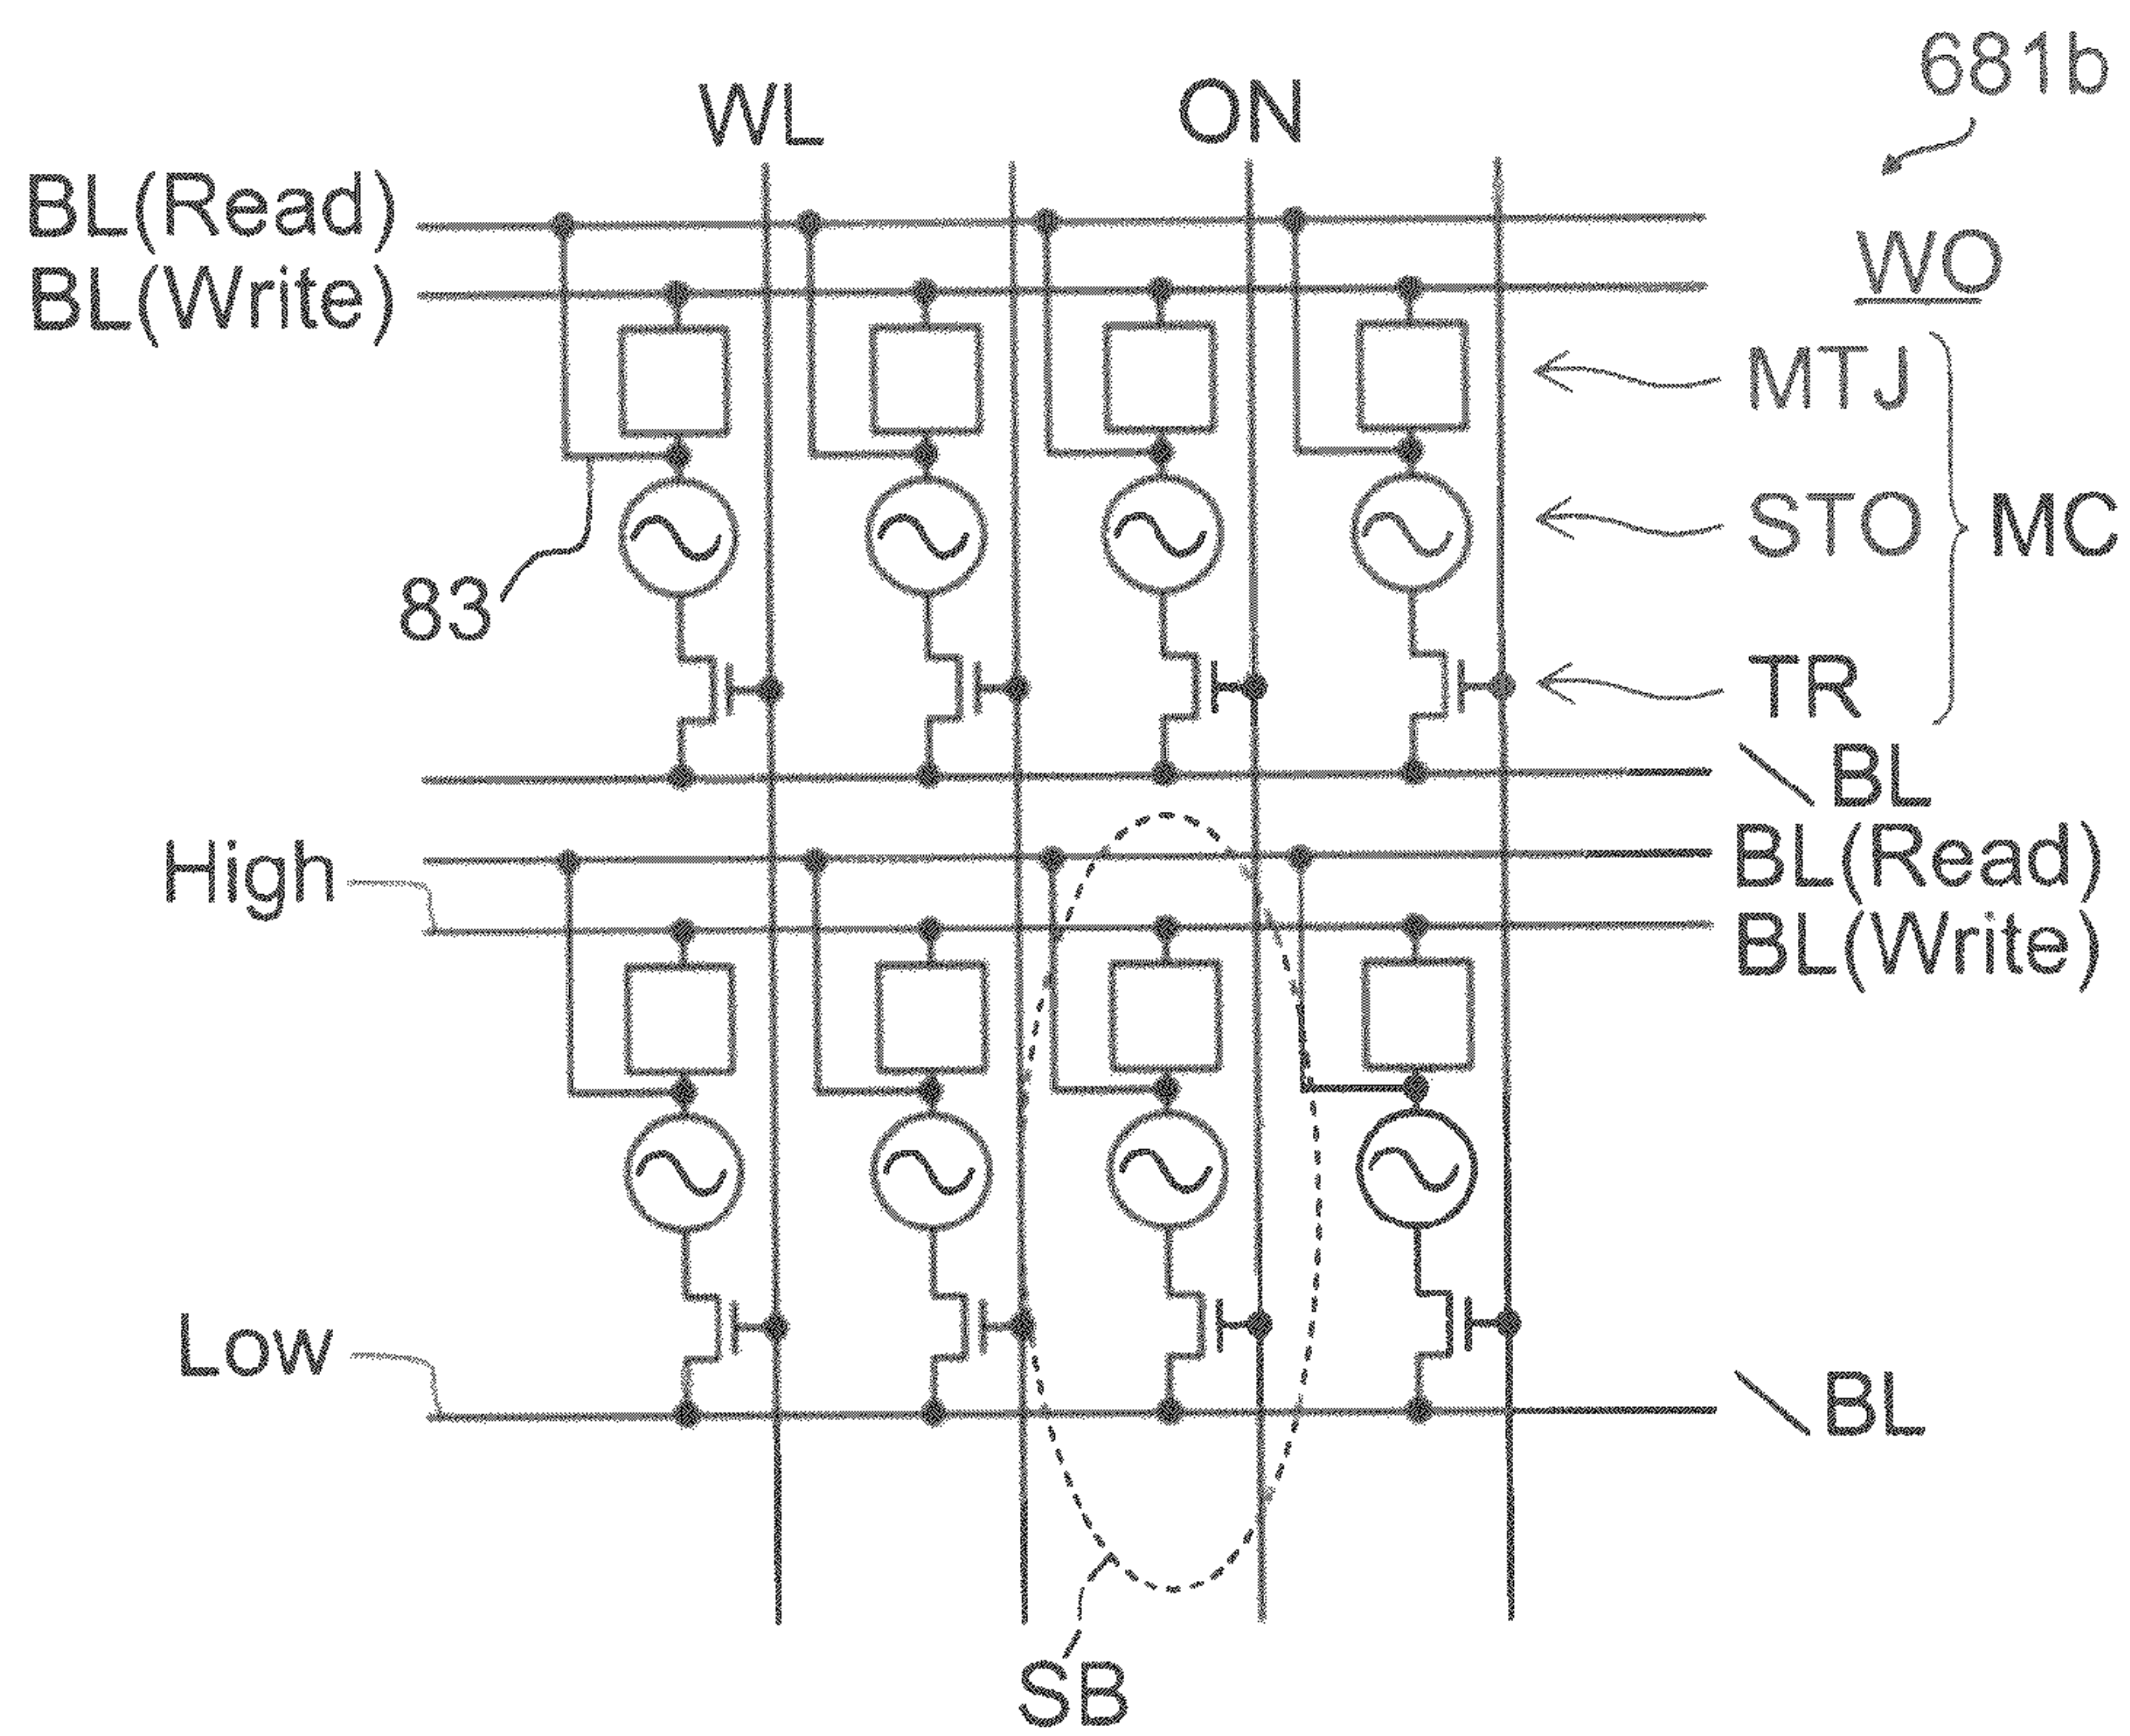 681b
WL ON
BL(Read)
BL(Write)
WO
MTJ
STO
MC
83
TR
\BL
High
BL(Read)
BL(Write)
Low
\BL
SB